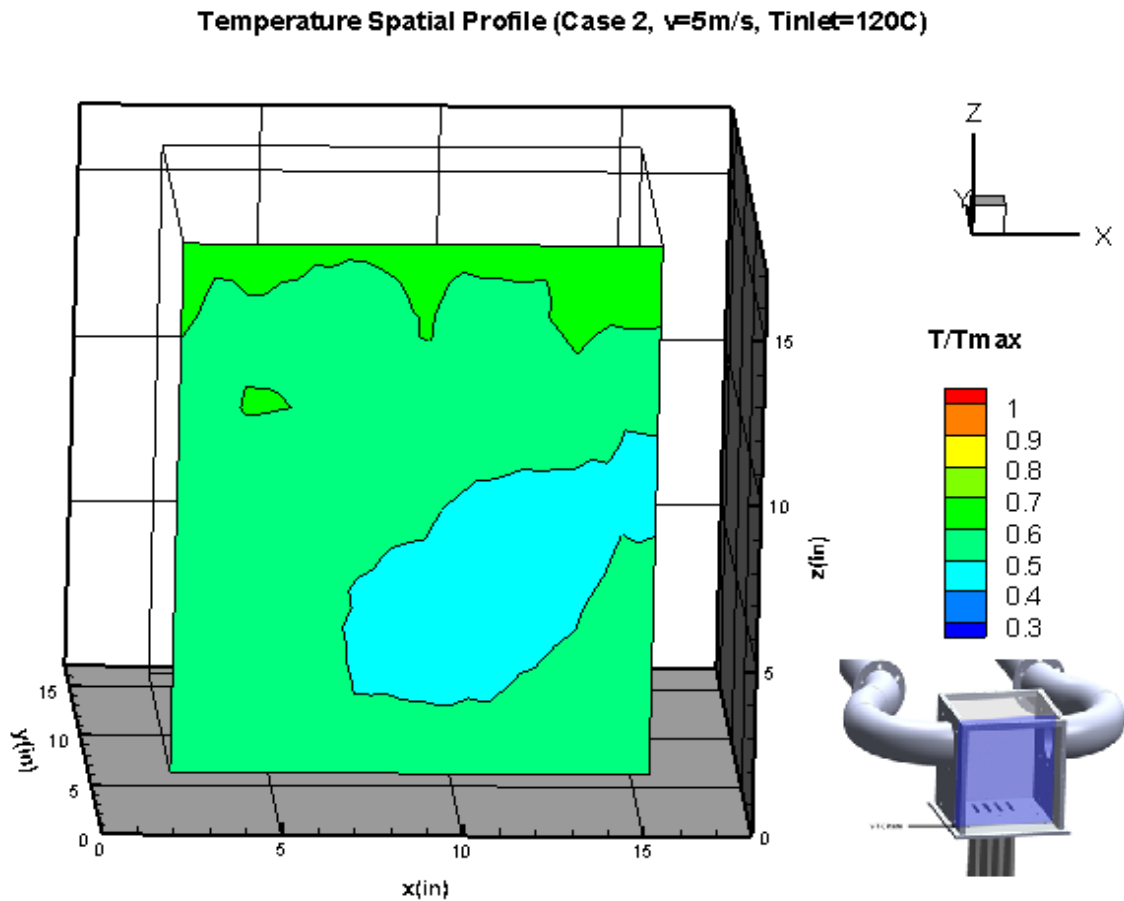 Temperature Spatial Profile (Case 2, v=5m/s, Tinlet=120C)
Z
Y
X
T/Tmax
1
0.9
0.8
0.7
0.6
0.5
0.4
0.3
15
10
5
0
z(in)
15
10
5
0
y(in)
0
5
10
15
x(in)